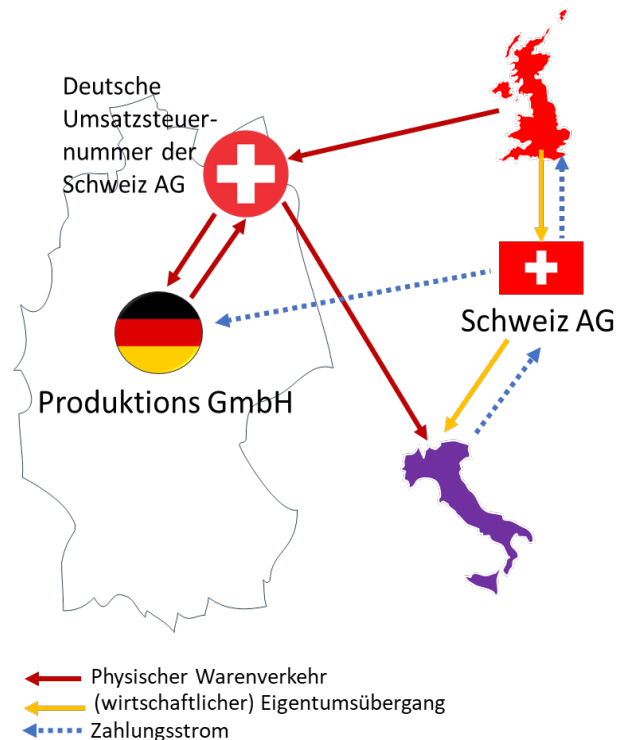 Deutsche
Umsatzsteuer-
nummer der
Schweiz AG
Schweiz AG
Produktions GmbH
Physischer Warenverkehr
(wirtschaftlicher) Eigentumsübergang
Zahlungsstrom